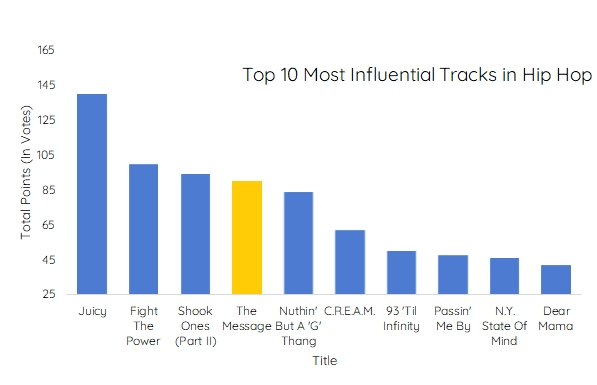 Top 10 Most Influential Tracks in Hip Hop
Total Points (In Votes)
165
145
125
105
85
65
45
25
Juicy
Fight
The
Power
Shook
Ones
(Part II)
The
Message
Nuthin'
But A 'G'
Thang
C.R.E.A.M.
93 'Til
Infinity
Passin'
Me By
N.Y.
State Of
Mind
Dear
Mama
Title